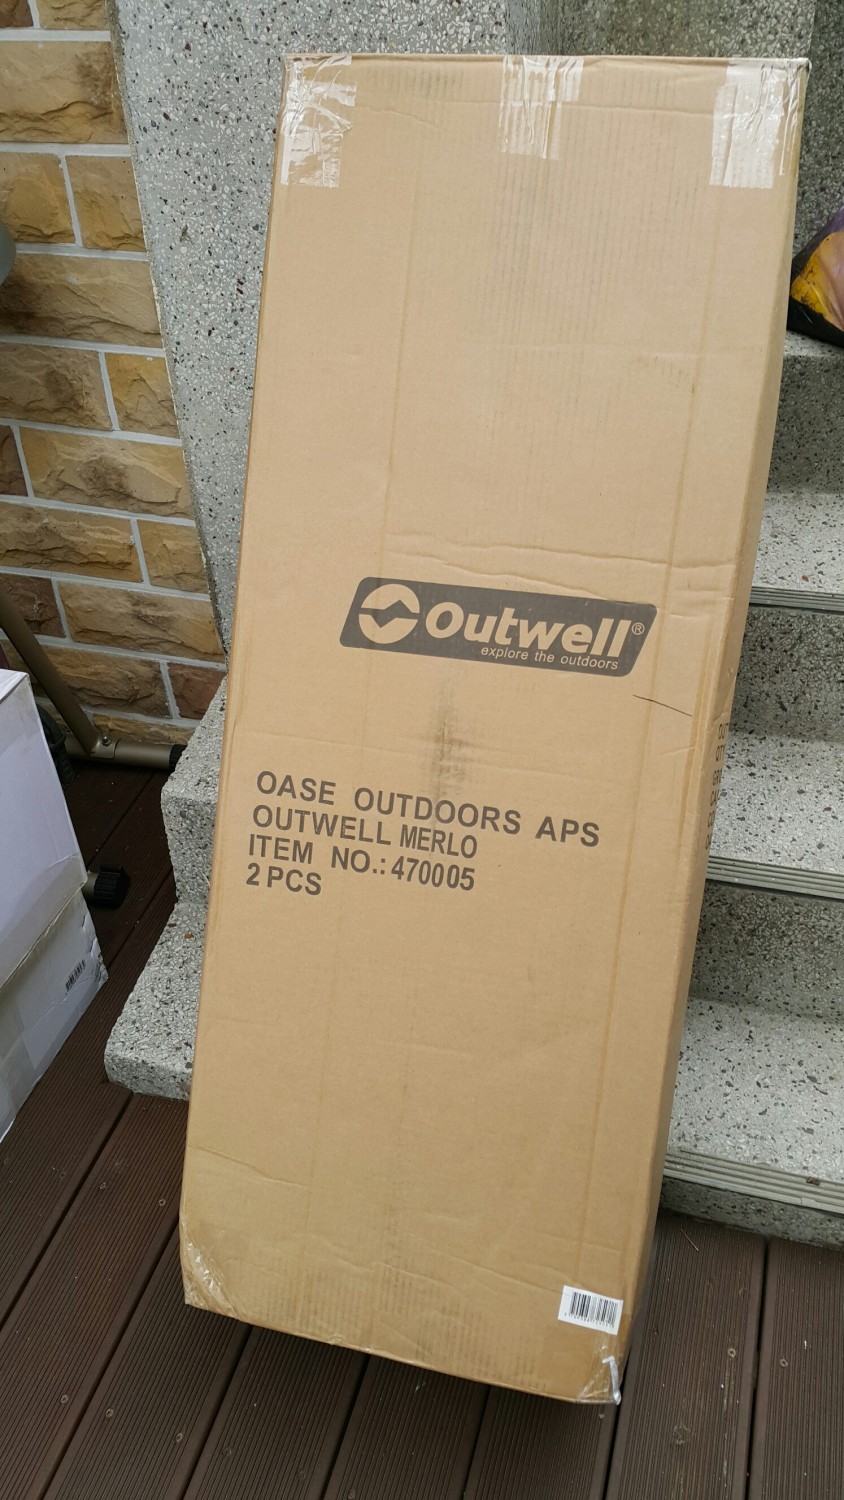 Outwell®
explore the outdoors
OASE OUTDOORS APS
OUTWELL MERLO
ITEM NO.: 470005
2 PCS